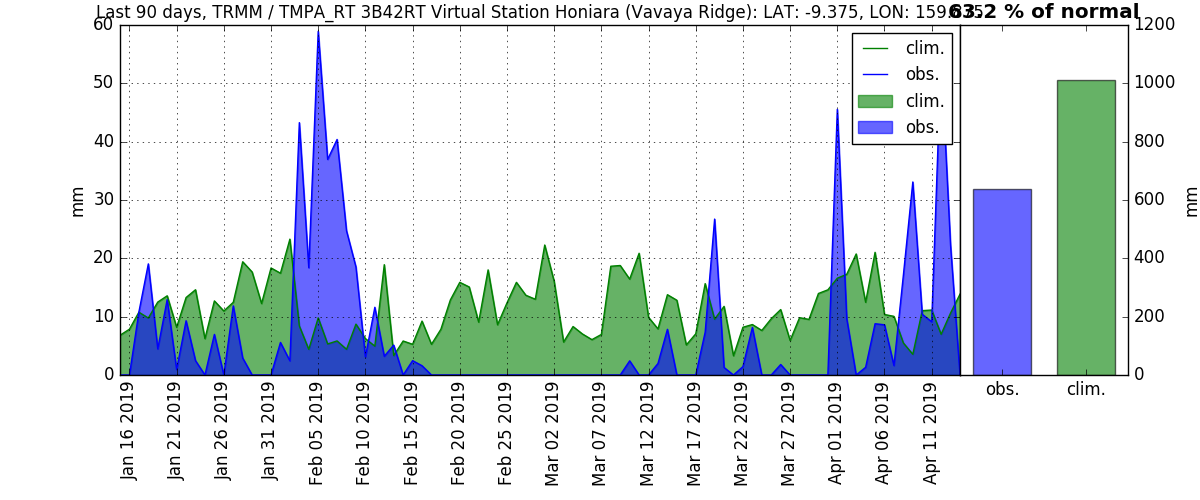 Last 90 days, TRMM / TMPA_RT 3B42RT Virtual Station Honiara (Vavaya Ridge): LAT: -9.375, LON:
63.2 % of normal
60
50
40
30
20
10
0
mm
clim.
obs.
clim.
obs.
1200
1000
800
600
400
200
0
mm
obs.
clim.
Jan 16 2019
Jan 21 2019
Jan 26 2019
Jan 31 2019
Feb 05 2019
Feb 10 2019
Feb 15 2019
Feb 20 2019
Feb 25 2019
Mar 02 2019
Mar 07 2019
Mar 12 2019
Mar 17 2019
Mar 22 2019
Mar 27 2019
Apr 01 2019
Apr 06 2019
Apr 11 2019